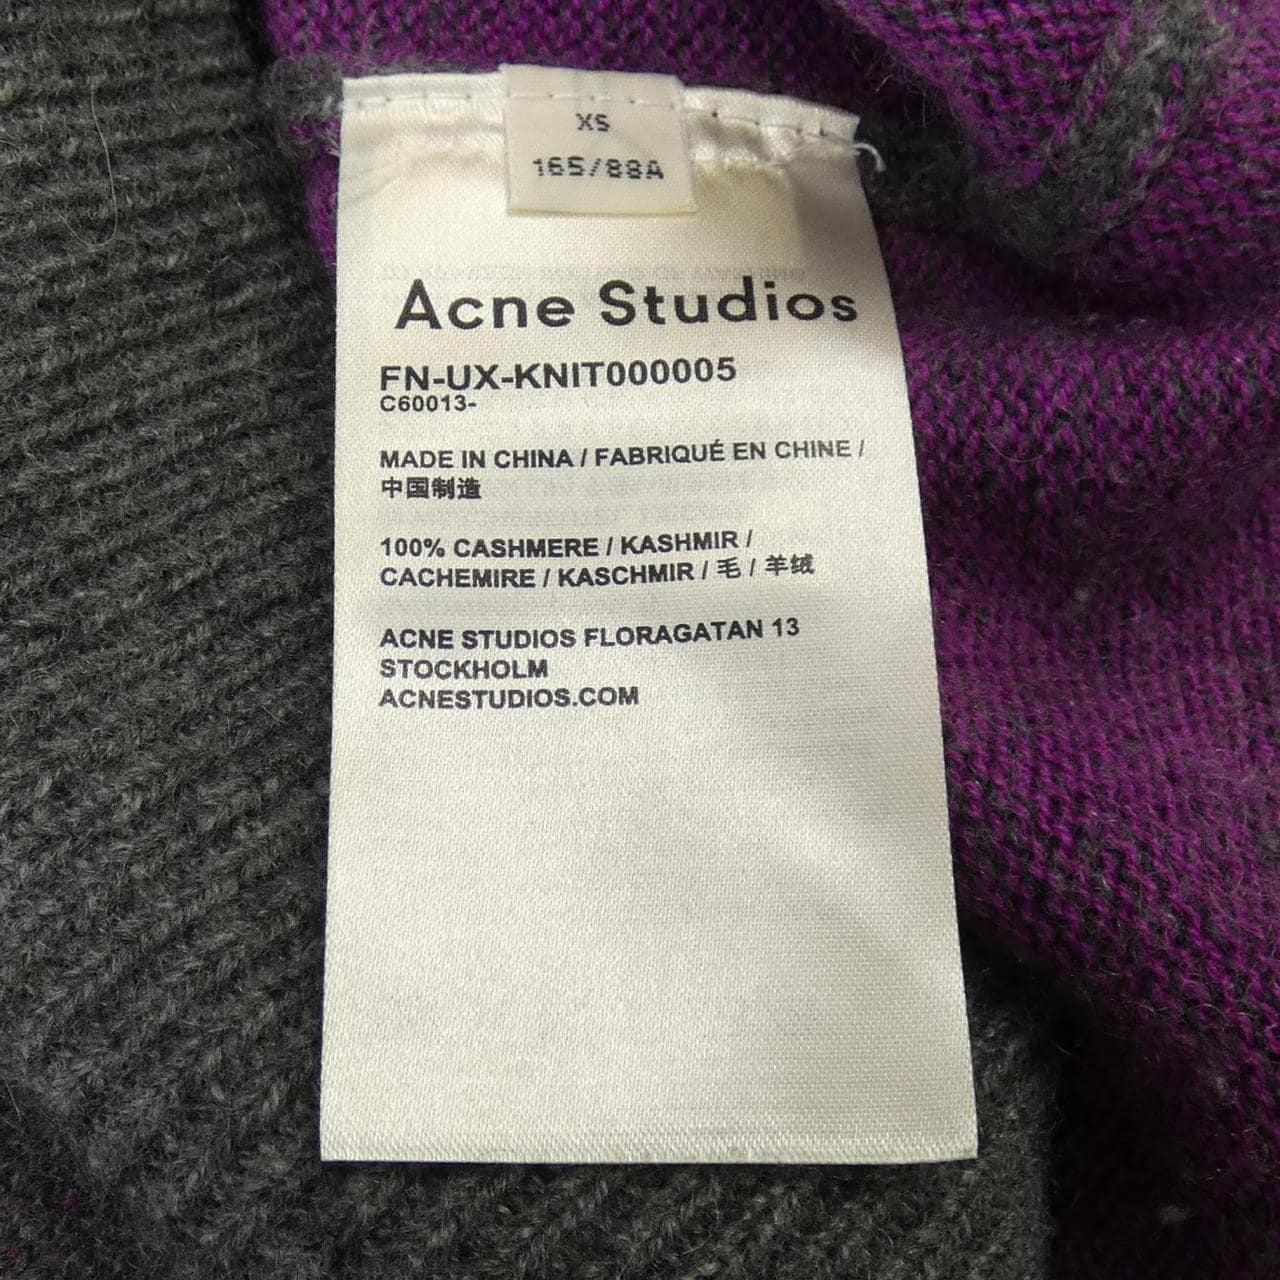 XS
165/88A
Acne Studios
FN-UX-KNIT000005
C60013-
MADE IN CHINA / FABRIQUÉ EN CHINE /
中国制造
100% CASHMERE / KASHMIR /
CACHEMIRE / KASCHMIR / 毛 / 羊绒
ACNE STUDIOS FLORAGATAN 13
STOCKHOLM
ACNESTUDIOS.COM